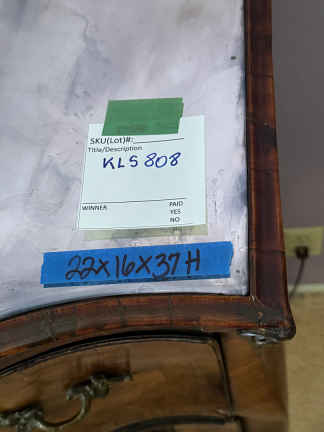 SKU(Lot)#:
Title/Description
KLS 808
WINNER PAID
YES
NO
22X16X37H